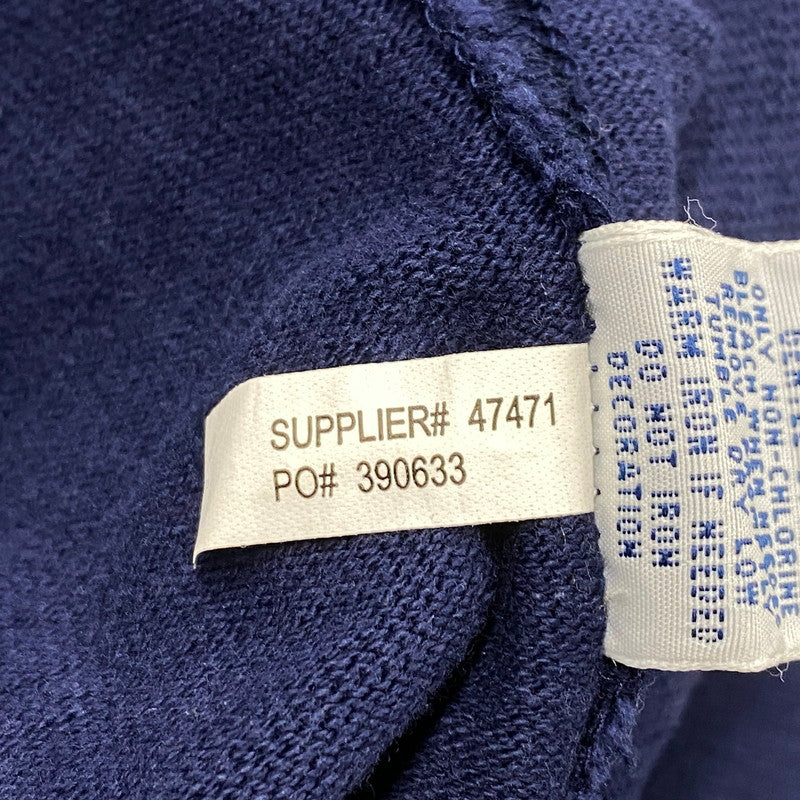 SUPPLIER# 47471
PO# 390633
ONLY NON-CHLORINE
BLEACH WHEN NEEDED.
TUMBLE DRY LOW
REMOVE
WARM IRON IF NEEDED
DO NOT IRON
DECORATION